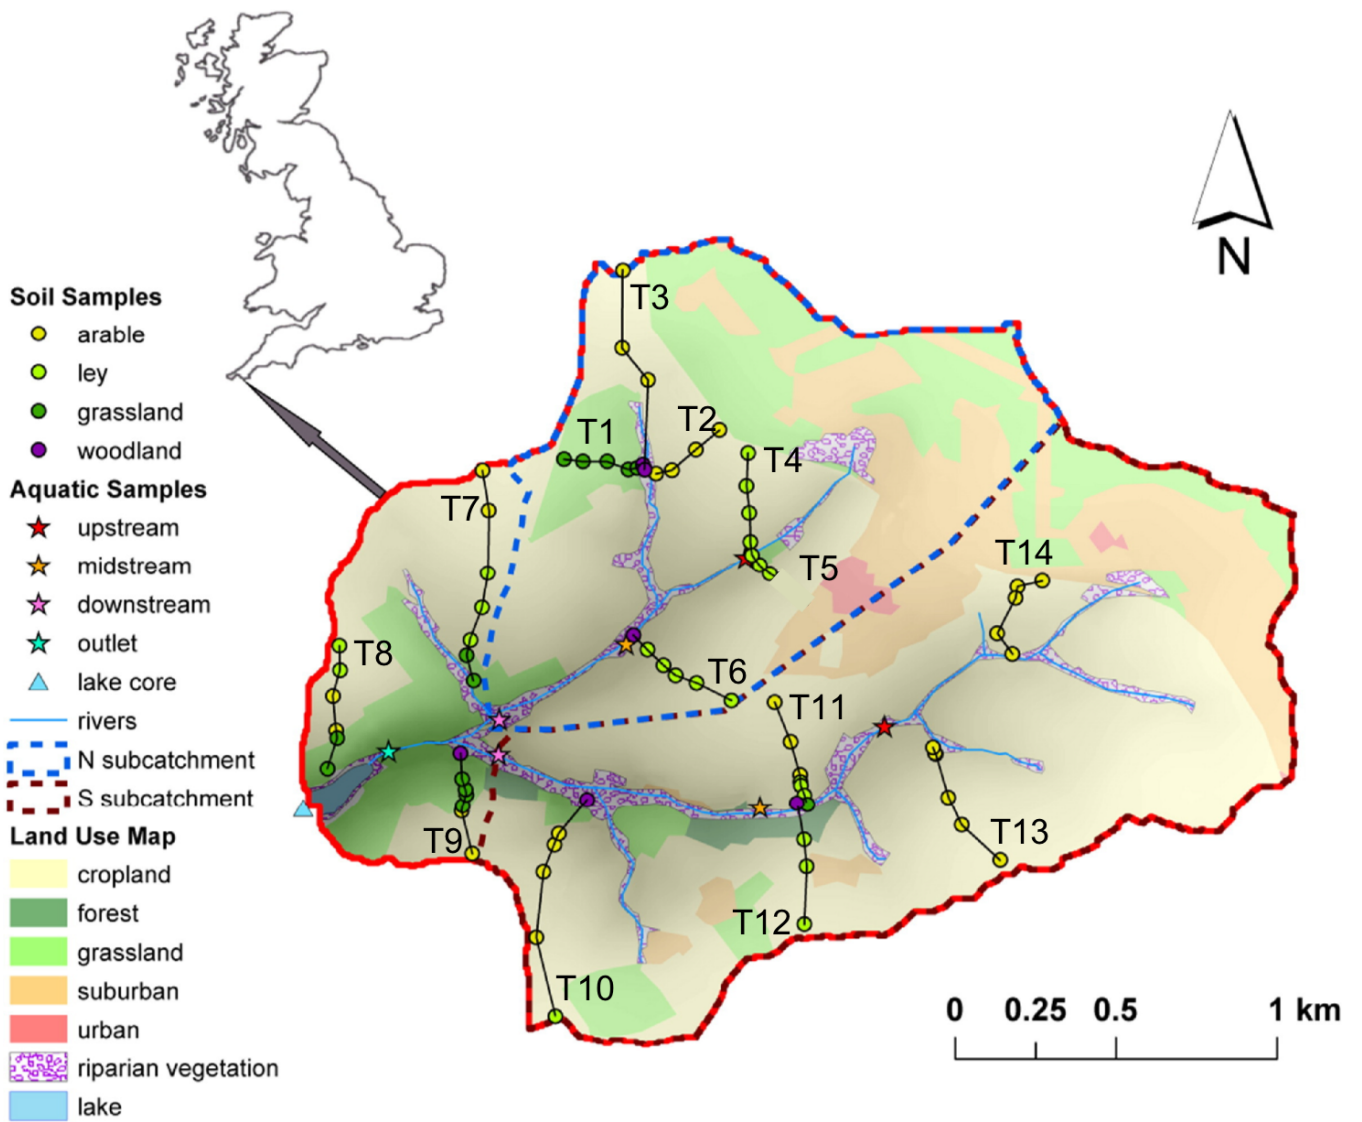 Soil Samples
arable
ley
grassland
woodland
Aquatic Samples
upstream
midstream
downstream
outlet
lake core
rivers
N subcatchment
S subcatchment
Land Use Map
cropland
forest
grassland
suburban
urban
riparian vegetation
lake
N
T3
T1
T2
T4
T7
T5
T14
T8
T6
T11
T9
T13
T12
T10
0 0.25 0.5 1 km